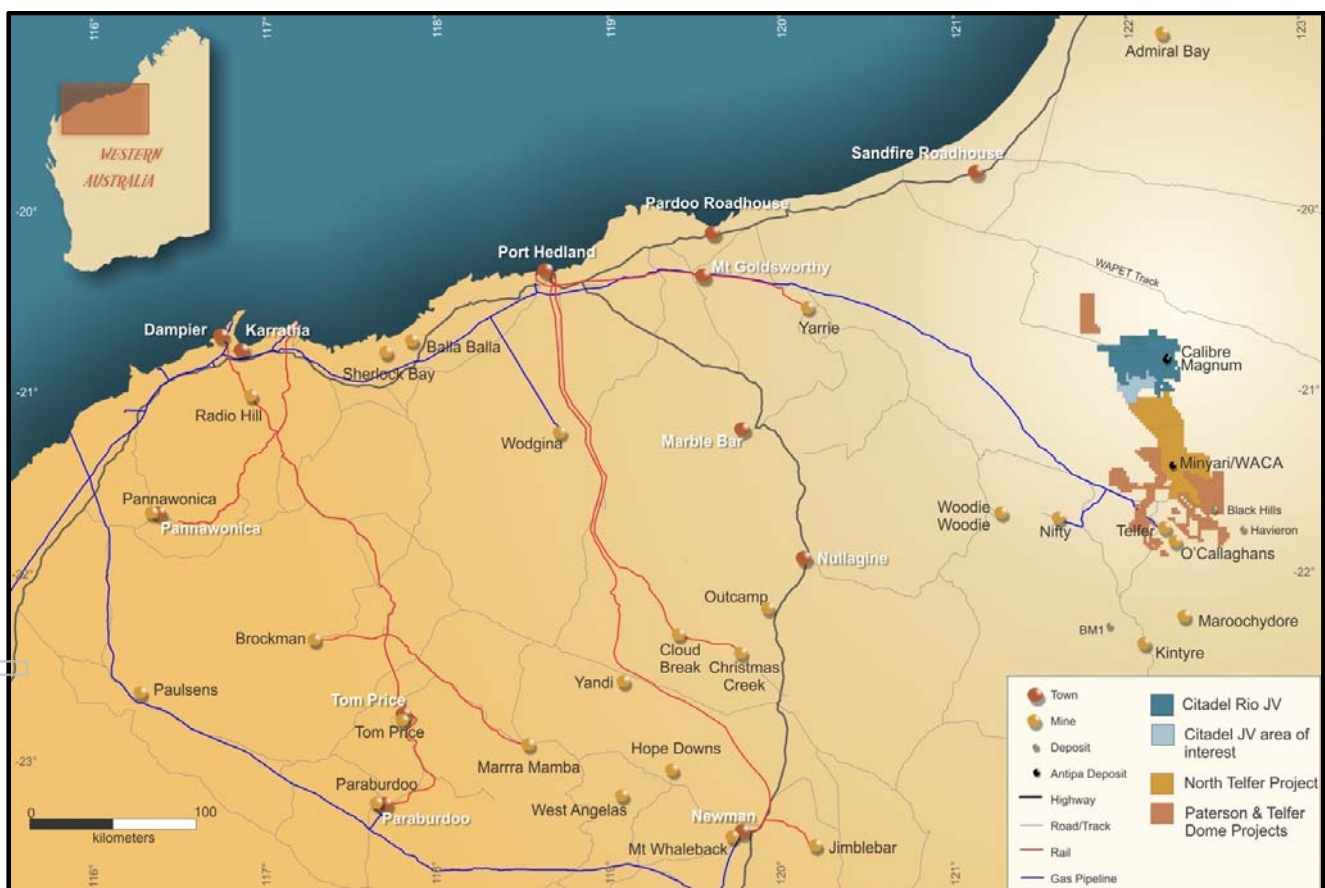 116°
117°
118°
119°
120°
121°
122°
123°
Admiral Bay
WESTERN
AUSTRALIA
Sandfire Roadhouse
-20°
Pardoo Roadhouse
-20°
Port Hedland
Mt Goldsworthy
WAPET Track
Dampier
Karratha
Yarrie
Balla Balla
Sherlock Bay
Calibre
Magnum
-21°
-21°
Radio Hill
Wodgina
Marble Bar
Minyari/WACA
Pannawonica
Pannawonica
Woodie
Woodie
Nifty
Telfer
Black Hills
Havieron
O'Callaghans
Nullagine
-22°
-22°
Outcamp
Brockman
Cloud
Break
Christmas
Creek
BM1
Maroochydore
Kintyre
Paulsens
Yandi
Tom Price
Tom Price
Marrra Mamba
Hope Downs
-23°
Paraburdoo
Paraburdoo
West Angelas
Newman
Mt Whaleback
Jimblebar
0
100
kilometers
Town
Mine
Deposit
Antipa Deposit
Highway
Road/Track
Rail
Gas Pipeline
Citadel Rio JV
Citadel JV area of
interest
North Telfer Project
Paterson & Telfer
Dome Projects
116°
117°
118°
119°
120°
121°